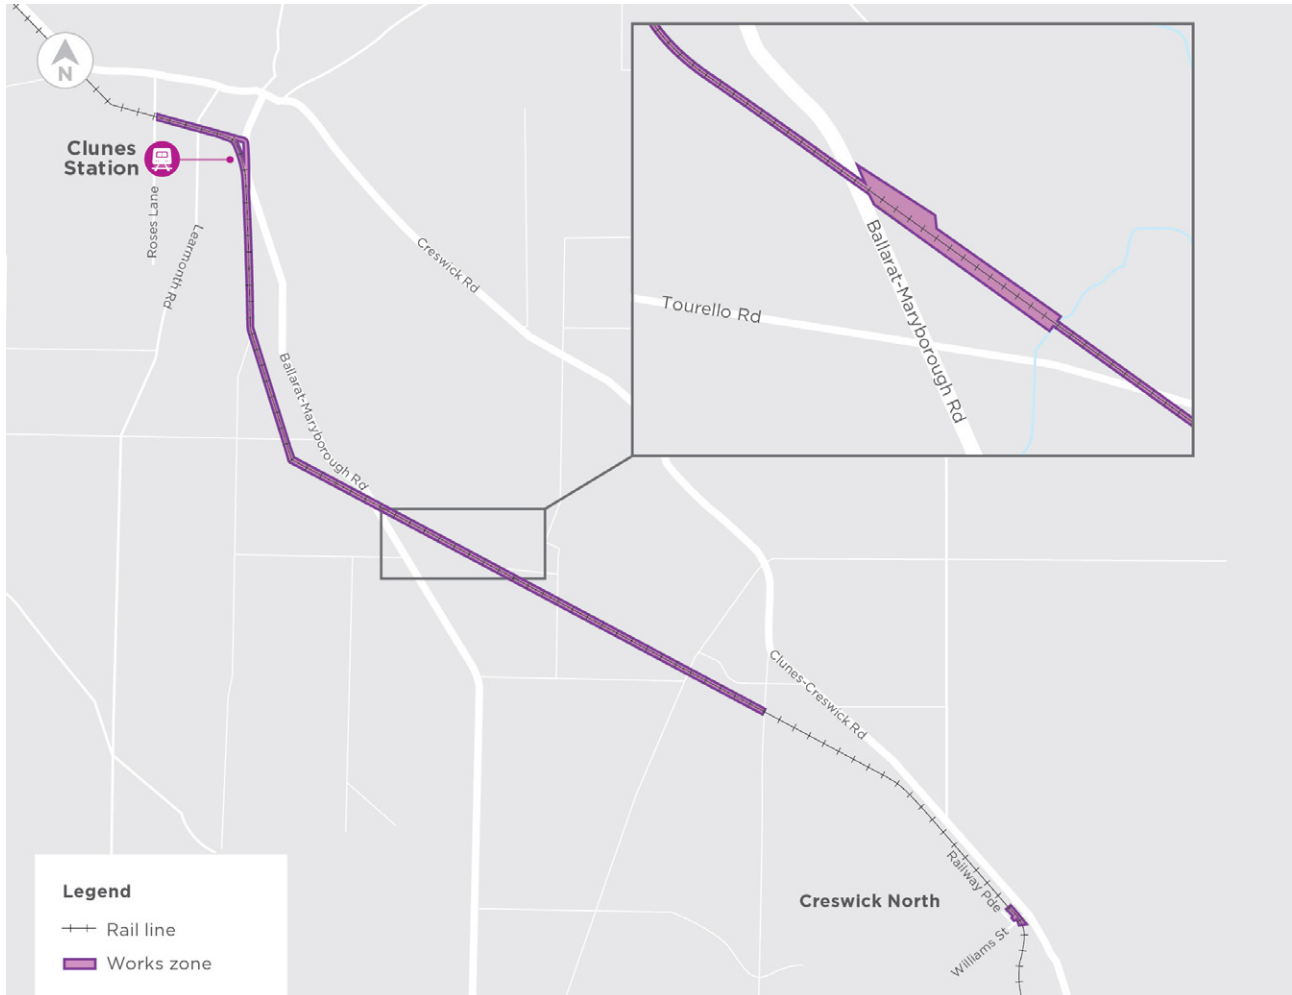 N
Clunes
Station
Roses Lane
Learmonth Rd
Creswick Rd
Ballarat-Maryborough Rd
Tourello Rd
Ballarat-Maryborough Rd
Clunes-Creswick Rd
Railway Pde
Creswick North
Williams St
Legend
Rail line
Works zone